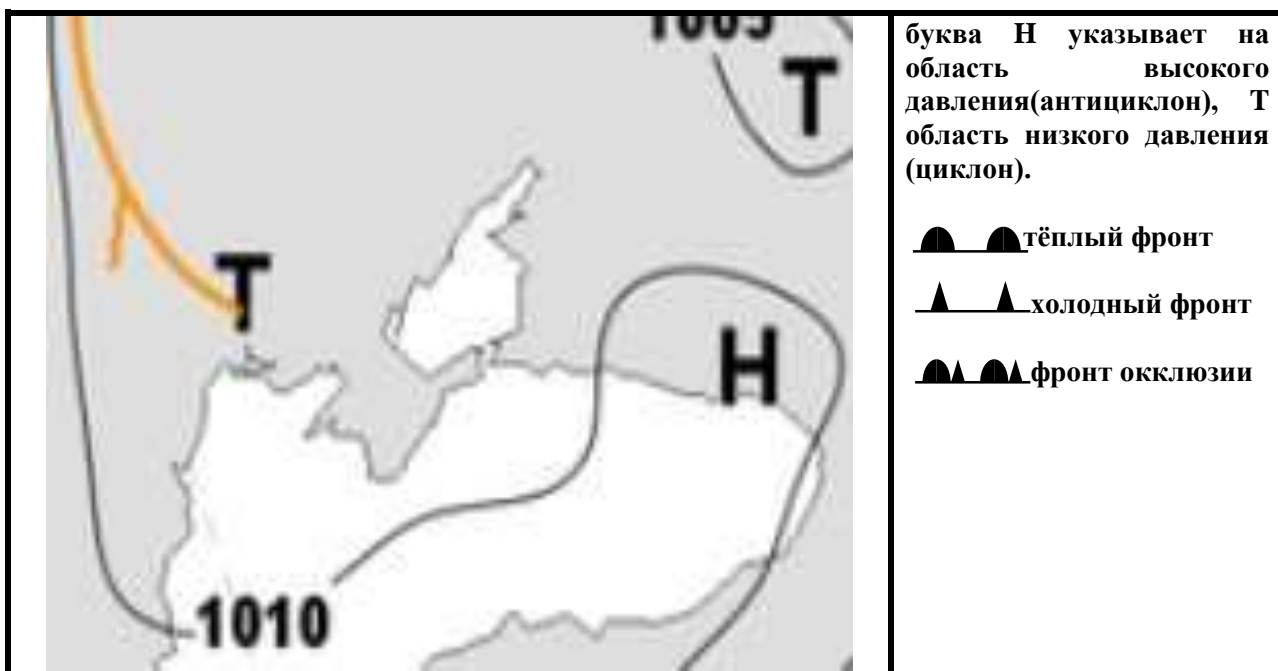 1005
T
T
H
1010
буква Н указывает на
область высокого
давления(антициклон), Т
область низкого давления
(циклон).
тёплый фронт
холодный фронт
фронт окклюзии